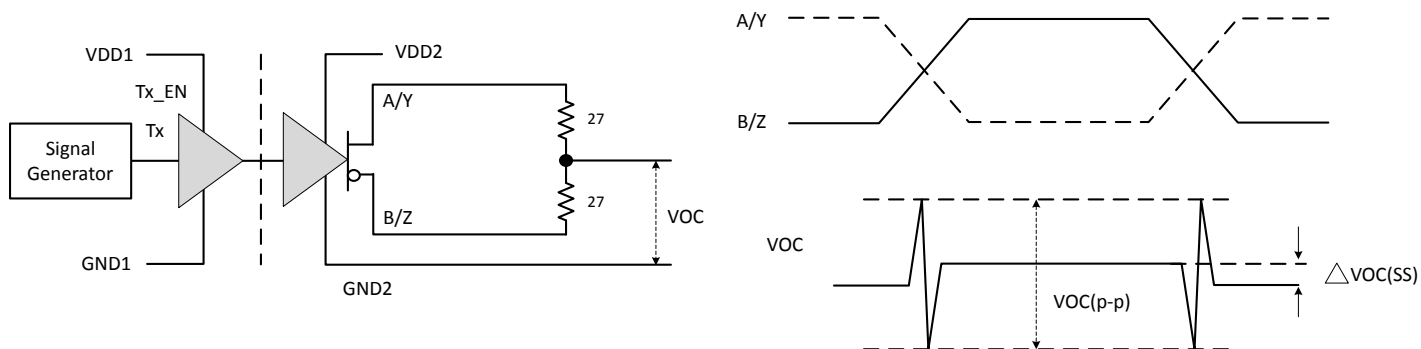 VDD1
VDD2
Tx_EN
Tx
Signal
Generator
A/Y
27
27
B/Z
VOC
GND1
GND2
A/Y
B/Z
VOC
VOC(p-p)
△VOC(SS)